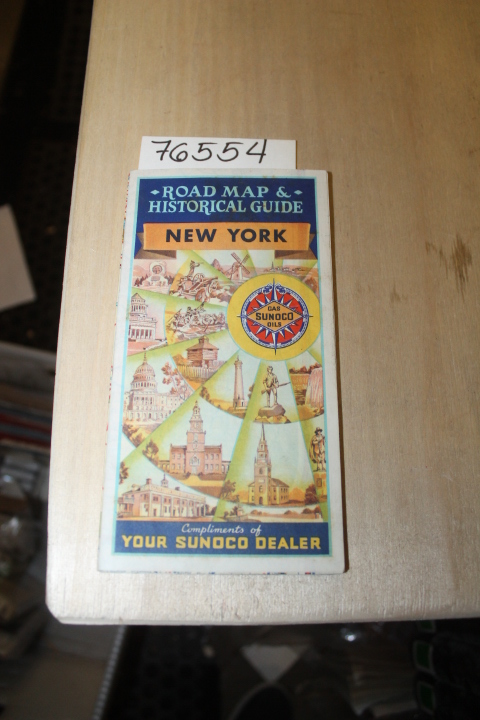 76554
ROAD MAP &
HISTORICAL GUIDE
NEW YORK
GAS
SUNOCO
OILS
Compliments of
YOUR SUNOCO DEALER